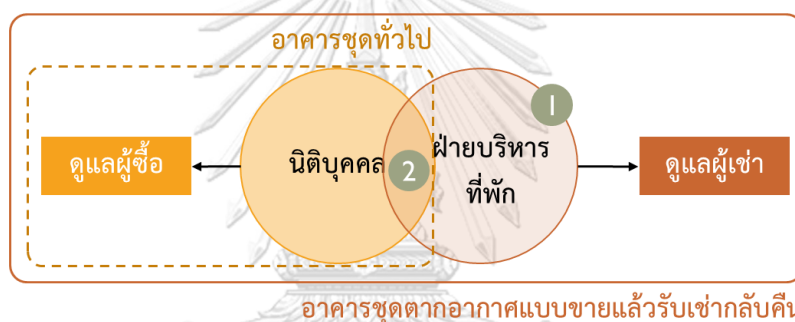 อาคารชุดทั่วไป
ดูแลผู้ซื้อ
นิติบุคคล
2
ฝ่ายบริหาร
ที่พัก
1
ดูแลผู้เช่า
อาคารชุดตากอากาศแบบขายแล้วรับเช่ากลับคืน